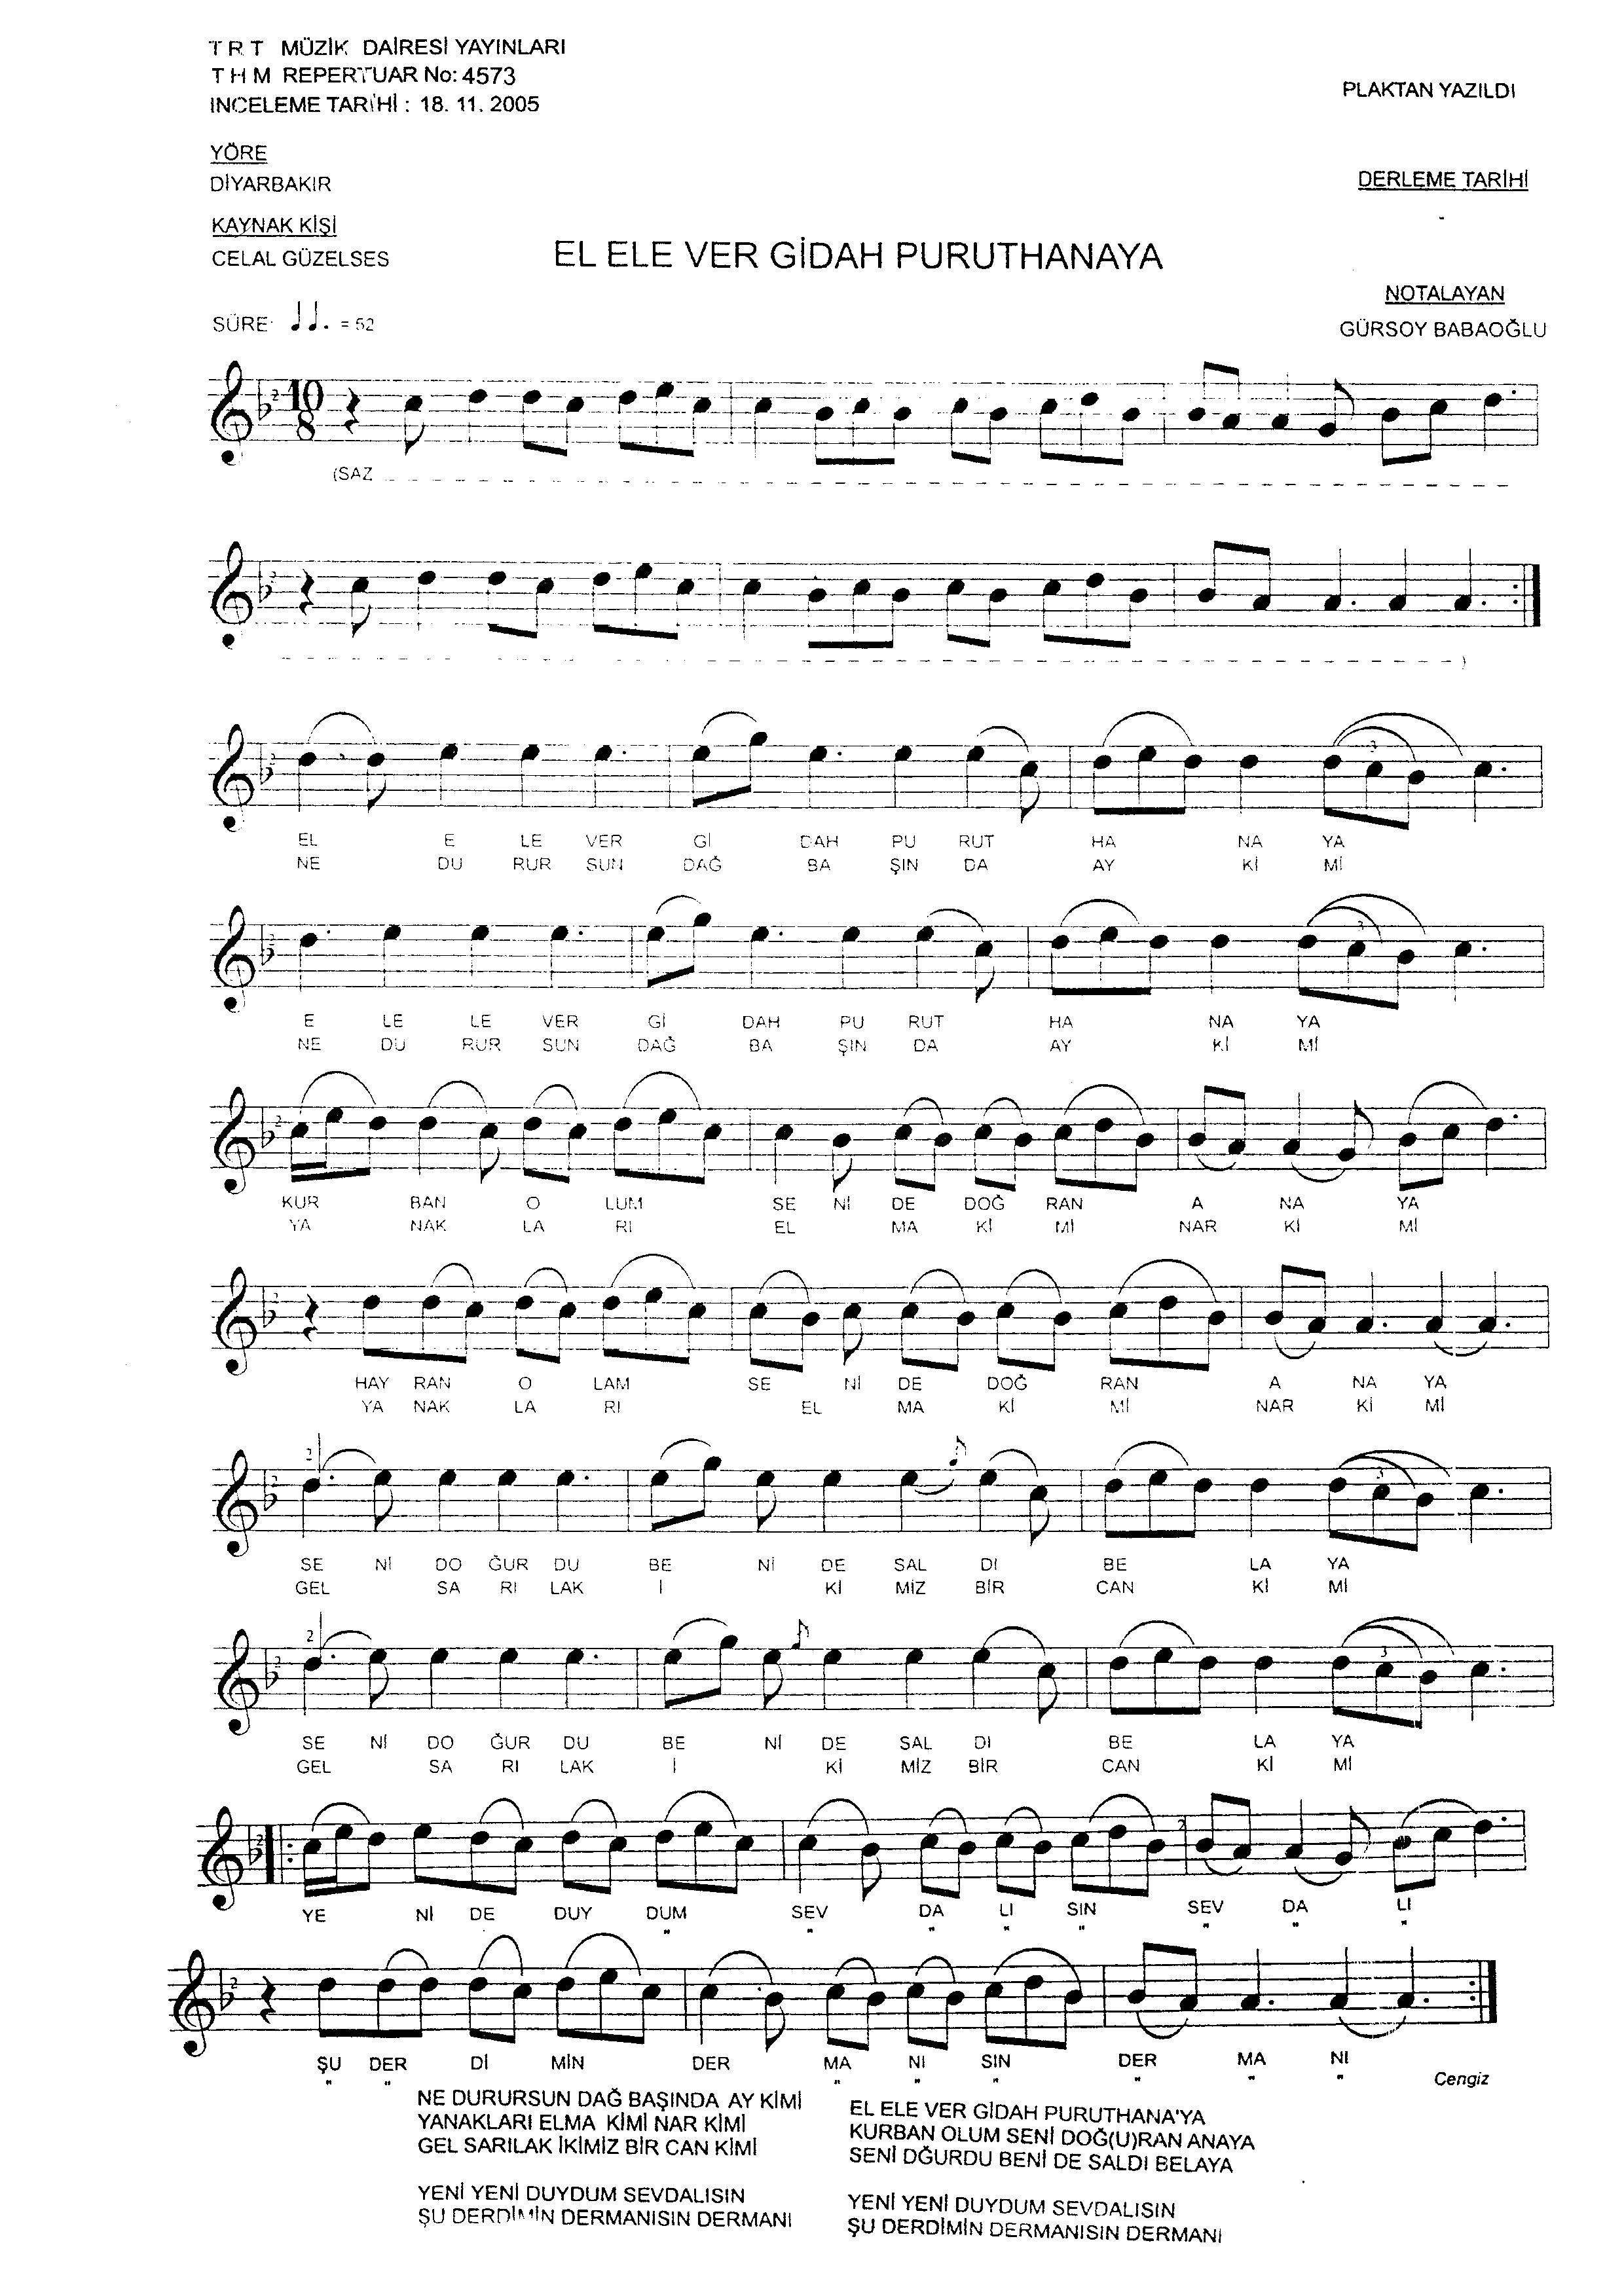 TRT MÜZİK DAİRESİ YAYINLARI
THM REPERTUAR No: 4573
INCELEME TARİHİ : 18. 11. 2005
PLAKTAN YAZILDI
YÖRE
DİYARBAKIR
DERLEME TARİHİ
-
KAYNAK KİŞİ
CELAL GÜZELSES
EL ELE VER GİDAH PURUTHANAYA
NOTALAYAN
GÜRSOY BABAOĞLU
SÜRE: ♩♩. = 52
(SAZ - - - - - - - - - - - - - - - - - - - - - - - - - - - - - -
- - - - - - - - - - - - - - - - - - - - - - - - - - - - - - )
EL E LE VER Gİ DAH PU RUT HA NA YA
NE DU RUR SUN DAĞ BA ŞIN DA AY Kİ Mİ
E LE LE VER Gİ DAH PU RUT HA NA YA
NE DU RUR SUN DAĞ BA ŞIN DA AY Kİ Mİ
KUR BAN O LUM SE Nİ DE DOĞ RAN A NA YA
YA NAK LA RI EL MA Kİ Mİ NAR Kİ Mİ
HAY RAN O LAM SE Nİ DE DOĞ RAN A NA YA
YA NAK LA RI EL MA Kİ Mİ NAR Kİ Mİ
SE Nİ DO ĞUR DU BE Nİ DE SAL DI BE LA YA
GEL SA RI LAK İ Kİ MİZ BİR CAN Kİ Mİ
SE Nİ DO ĞUR DU BE Nİ DE SAL DI BE LA YA
GEL SA RI LAK İ Kİ MİZ BİR CAN Kİ Mİ
YE Nİ DE DUY DUM SEV DA LI SIN SEV DA LI
" " " " " " " "
ŞU DER Dİ MİN DER MA NI SIN DER MA NI
" " " " " " " " "
Cengiz
NE DURURSUN DAĞ BAŞINDA AY KİMİ
YANAKLARI ELMA KİMİ NAR KİMİ
GEL SARILAK İKİMİZ BİR CAN KİMİ
YENİ YENİ DUYDUM SEVDALISIN
ŞU DERDİMİN DERMANISIN DERMANI
EL ELE VER GİDAH PURUTHANA'YA
KURBAN OLUM SENİ DOĞ(U)RAN ANAYA
SENİ DĞURDU BENİ DE SALDI BELAYA
YENİ YENİ DUYDUM SEVDALISIN
ŞU DERDİMİN DERMANISIN DERMANI